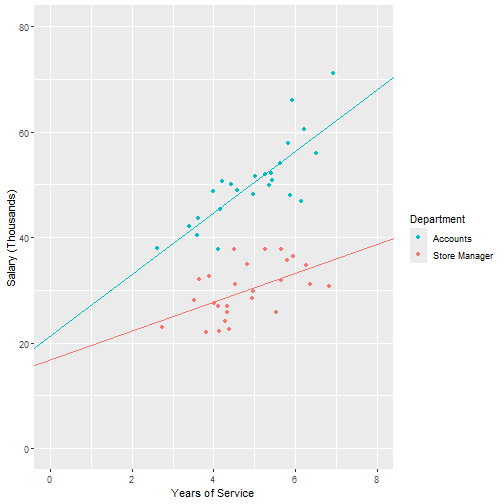 80
60
40
20
0
Salary (Thousands)
0 2 4 6 8
Years of Service
Department
Accounts
Store Manager